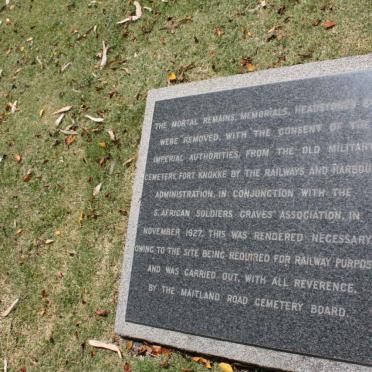 THE MORTAL REMAINS, MEMORIALS, HEADSTONES
WERE REMOVED, WITH THE CONSENT OF THE
IMPERIAL AUTHORITIES, FROM THE OLD MILITARY
CEMETERY, FORT KNOKKE BY THE RAILWAYS AND HARBOUR
ADMINISTRATION, IN CONJUNCTION WITH THE
S. AFRICAN SOLDIERS GRAVES' ASSOCIATION, IN
NOVEMBER 1927. THIS WAS RENDERED NECESSARY
OWING TO THE SITE BEING REQUIRED FOR RAILWAY PURPOS
AND WAS CARRIED OUT, WITH ALL REVERENCE,
BY THE MAITLAND ROAD CEMETERY BOARD.